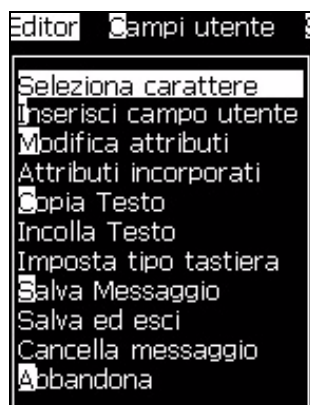 Editor Campi utente
Seleziona carattere
Inserisci campo utente
Modifica attributi
Attributi incorporati
Copia Testo
Incolla Testo
Imposta tipo tastiera
Salva Messaggio
Salva ed esci
Cancella messaggio
Abbandona